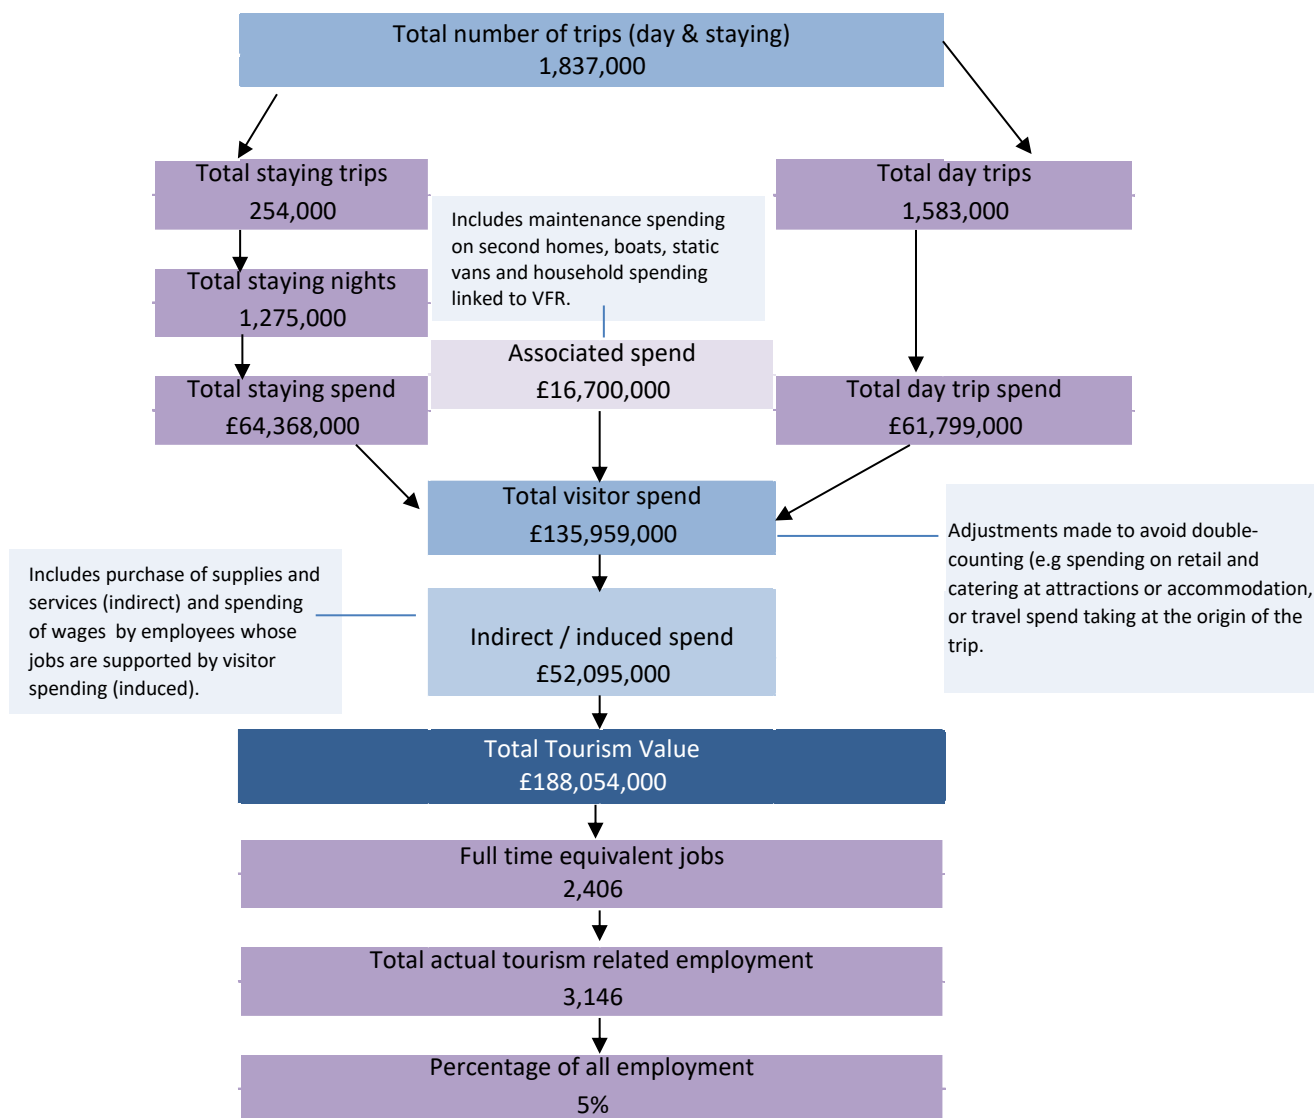 Total number of trips (day & staying)
1,837,000
Total staying trips
254,000
Total day trips
1,583,000
Includes maintenance spending
on second homes, boats, static
vans and household spending
linked to VFR.
Total staying nights
1,275,000
Associated spend
£16,700,000
Total staying spend
£64,368,000
Total day trip spend
£61,799,000
Total visitor spend
£135,959,000
Adjustments made to avoid double-
counting (e.g spending on retail and
catering at attractions or accommodation,
or travel spend taking at the origin of the
trip.
Includes purchase of supplies and
services (indirect) and spending
of wages by employees whose
jobs are supported by visitor
spending (induced).
Indirect / induced spend
£52,095,000
Total Tourism Value
£188,054,000
Full time equivalent jobs
2,406
Total actual tourism related employment
3,146
Percentage of all employment
5%